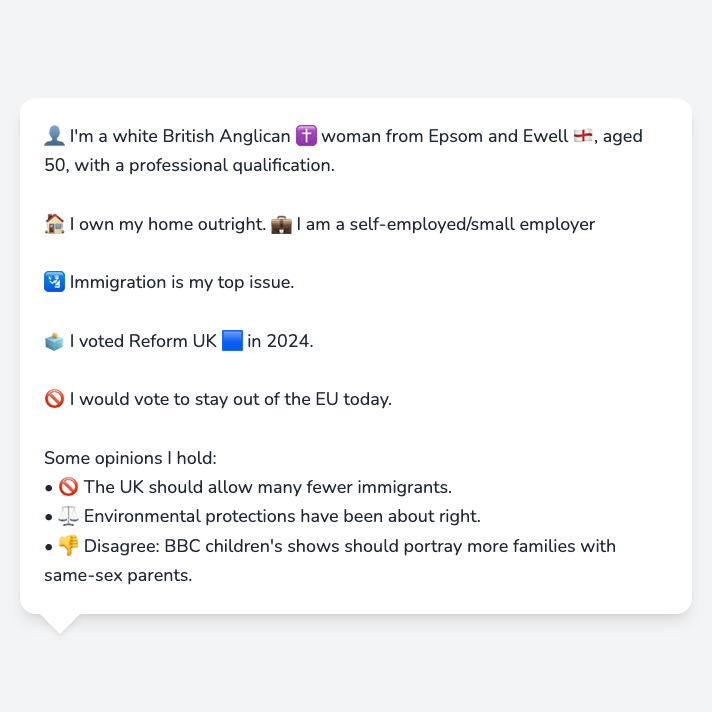 👤 I'm a white British Anglican ✝️ woman from Epsom and Ewell 🏴󠁧󠁢󠁥󠁮󠁧󠁿, aged
50, with a professional qualification.
🏠 I own my home outright. 💼 I am a self-employed/small employer
🛂 Immigration is my top issue.
🗳️ I voted Reform UK 🟦 in 2024.
🚫 I would vote to stay out of the EU today.
Some opinions I hold:
• 🚫 The UK should allow many fewer immigrants.
• ⚖️ Environmental protections have been about right.
• 👎 Disagree: BBC children's shows should portray more families with
same-sex parents.